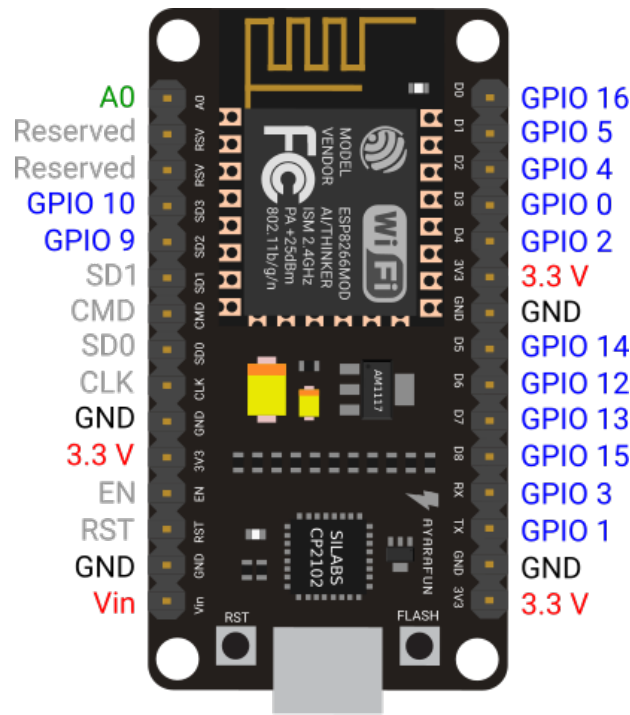 A0
Reserved
Reserved
GPIO 10
GPIO 9
SD1
CMD
SD0
CLK
GND
3.3 V
EN
RST
GND
Vin
A0
RSV
RSV
SD3
SD2
SD1
CMD
SD0
CLK
GND
3V3
EN
RST
GND
Vin
MODEL
VENDOR
ESP8266MOD
AI/THINKER
ISM 2.4GHz
PA +25dBm
802.11b/g/n
FC
WiFi
AM1117
SILABS
CP2102
AYARAFUN
RST
FLASH
D0
D1
D2
D3
D4
3V3
GND
D5
D6
D7
D8
RX
TX
GND
3V3
GPIO 16
GPIO 5
GPIO 4
GPIO 0
GPIO 2
3.3 V
GND
GPIO 14
GPIO 12
GPIO 13
GPIO 15
GPIO 3
GPIO 1
GND
3.3 V